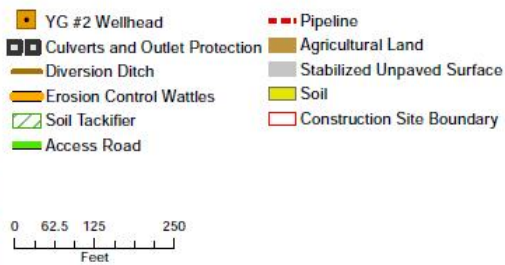 YG #2 Wellhead
Culverts and Outlet Protection
Diversion Ditch
Erosion Control Wattles
Soil Tackifier
Access Road
Pipeline
Agricultural Land
Stabilized Unpaved Surface
Soil
Construction Site Boundary
0 62.5 125 250
Feet